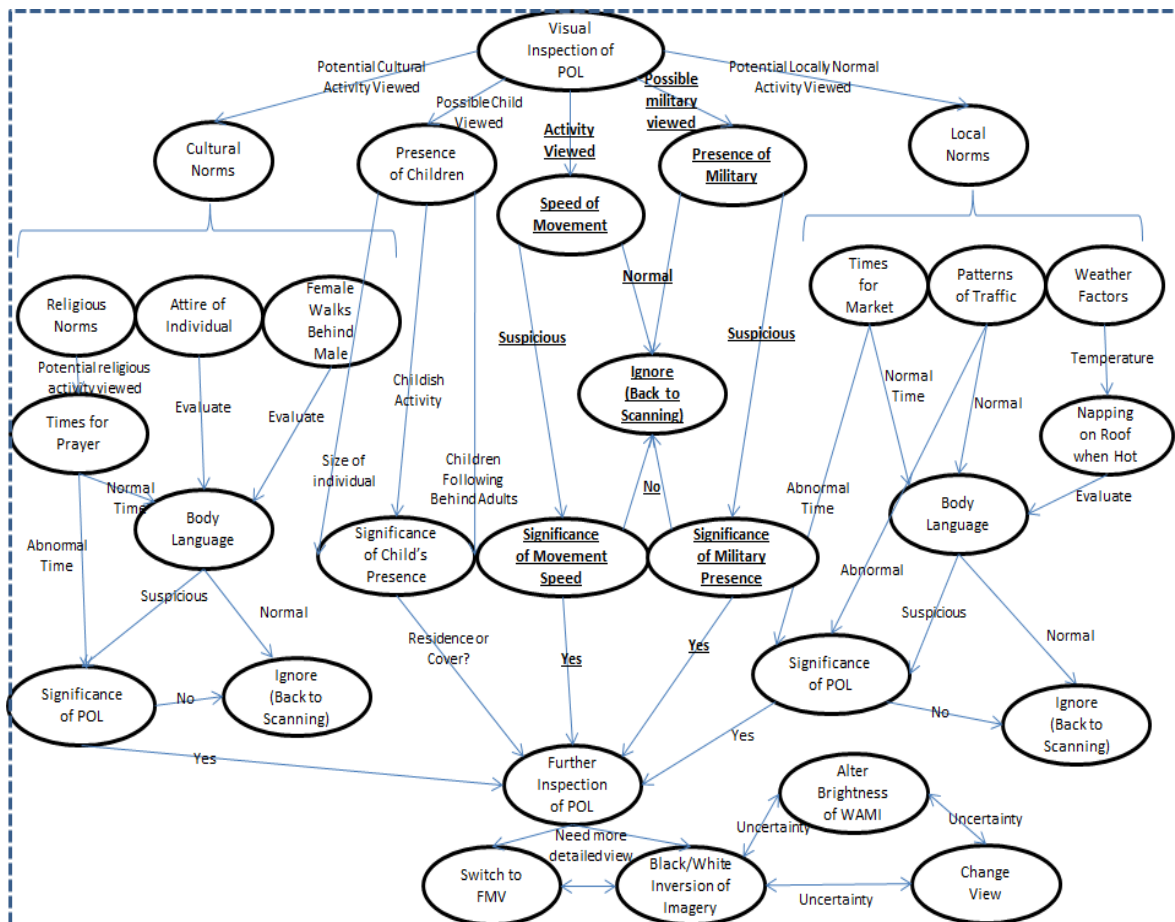 Visual
Inspection of
POL
Potential Cultural
Activity Viewed
Possible Child
Viewed
Activity
Viewed
Possible
military
viewed
Potential Locally Normal
Activity Viewed
Cultural
Norms
Presence
of Children
Speed of
Movement
Presence of
Military
Local
Norms
Religious
Norms
Attire of
Individual
Female
Walks
Behind
Male
Normal
Times
for
Market
Patterns
of Traffic
Weather
Factors
Suspicious
Suspicious
Potential religious
activity viewed
Evaluate
Evaluate
Childish
Activity
Ignore
(Back to
Scanning)
Normal
Time
Normal
Temperature
Times for
Prayer
Napping
on Roof
when Hot
Size of
individual
Children
Following
Behind Adults
No
Abnormal
Time
Evaluate
Normal
Time
Abnormal
Time
Body
Language
Significance
of Child's
Presence
Significance
of Movement
Speed
Significance
of Military
Presence
Body
Language
Abnormal
Suspicious
Normal
Suspicious
Normal
Residence or
Cover?
Yes
Yes
Significance
of POL
No
Ignore
(Back to
Scanning)
Significance
of POL
No
Ignore
(Back to
Scanning)
Yes
Yes
Further
Inspection
of POL
Alter
Brightness
of WAMI
Need more
detailed view
Uncertainty
Uncertainty
Switch to
FMV
Black/White
Inversion of
Imagery
Uncertainty
Change
View